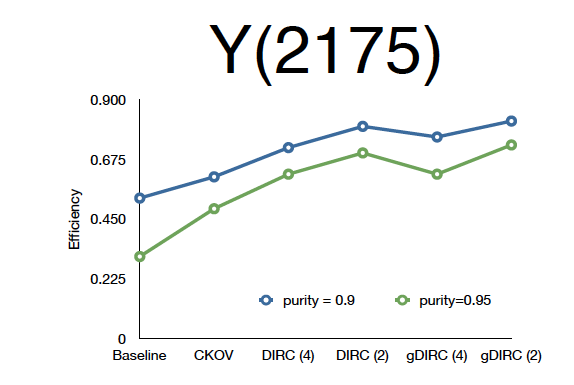 Y(2175)
0.900
0.675
0.450
0.225
0
Efficiency
purity = 0.9 purity=0.95
Baseline CKOV DIRC (4) DIRC (2) gDIRC (4) gDIRC (2)